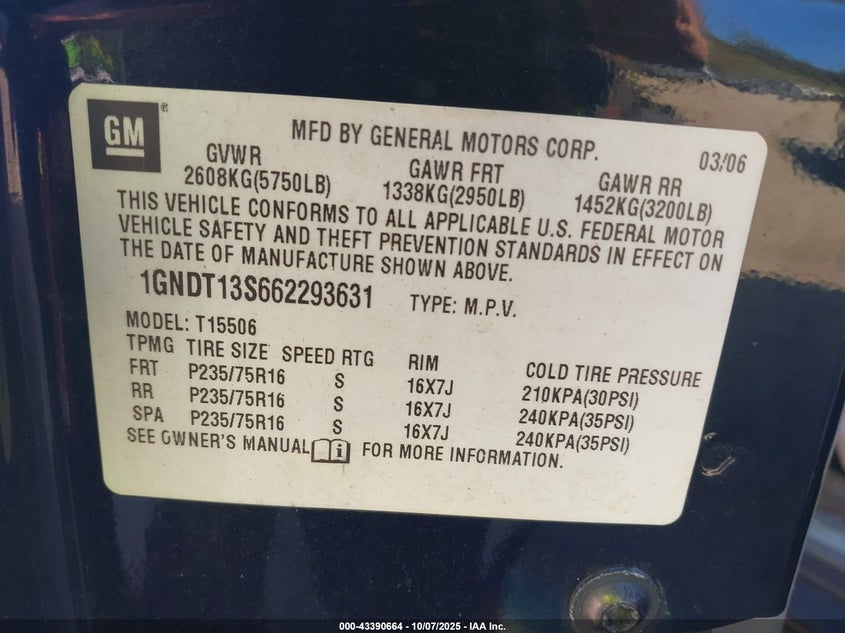 GM®
MFD BY GENERAL MOTORS CORP. 03/06
GVWR GAWR FRT GAWR RR
2608KG(5750LB) 1338KG(2950LB) 1452KG(3200LB)
THIS VEHICLE CONFORMS TO ALL APPLICABLE U.S. FEDERAL MOTOR
VEHICLE SAFETY AND THEFT PREVENTION STANDARDS IN EFFECT ON
THE DATE OF MANUFACTURE SHOWN ABOVE.
1GNDT13S662293631 TYPE: M.P.V.
MODEL: T15506
TPMG TIRE SIZE SPEED RTG RIM COLD TIRE PRESSURE
FRT P235/75R16 S 16X7J 210KPA(30PSI)
RR P235/75R16 S 16X7J 240KPA(35PSI)
SPA P235/75R16 S 16X7J 240KPA(35PSI)
SEE OWNER'S MANUAL FOR MORE INFORMATION.
000-43390664 - 10/07/2025 - IAA Inc.